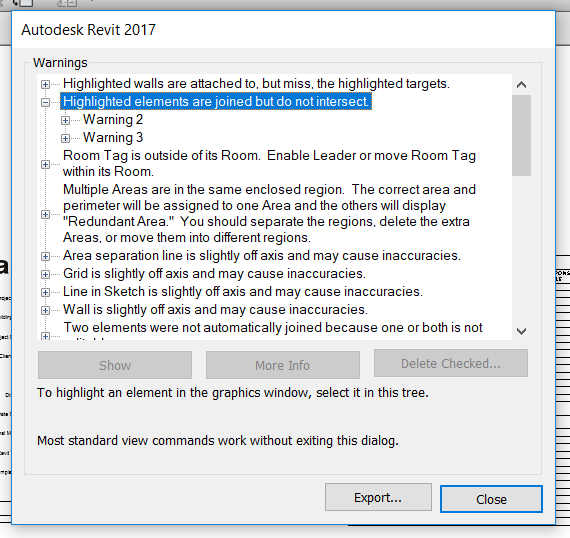 Autodesk Revit 2017
Warnings
Highlighted walls are attached to, but miss, the highlighted targets.
Highlighted elements are joined but do not intersect.
Warning 2
Warning 3
Room Tag is outside of its Room.  Enable Leader or move Room Tag
within its Room.
Multiple Areas are in the same enclosed region.  The correct area and
perimeter will be assigned to one Area and the others will display
"Redundant Area."  You should separate the regions, delete the extra
Areas, or move them into different regions.
Area separation line is slightly off axis and may cause inaccuracies.
Grid is slightly off axis and may cause inaccuracies.
Line in Sketch is slightly off axis and may cause inaccuracies.
Wall is slightly off axis and may cause inaccuracies.
Two elements were not automatically joined because one or both is not
Show
More Info
Delete Checked...
To highlight an element in the graphics window, select it in this tree.
Most standard view commands work without exiting this dialog.
Export...
Close